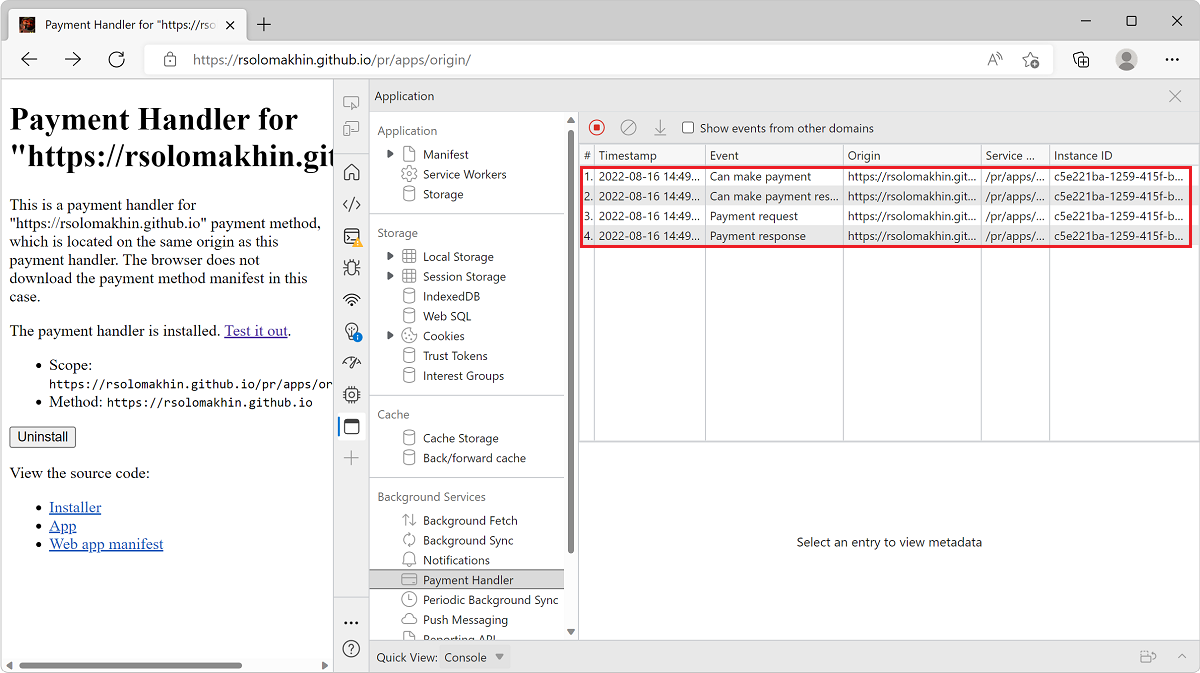 Payment Handler for "https://rso
https://rsolomakhin.github.io/pr/apps/origin/
Payment Handler for
"https://rsolomakhin.git
This is a payment handler for
"https://rsolomakhin.github.io" payment method,
which is located on the same origin as this
payment handler. The browser does not
download the payment method manifest in this
case.
The payment handler is installed. Test it out.
Scope:
https://rsolomakhin.github.io/pr/apps/or
Method: https://rsolomakhin.github.io
Uninstall
View the source code:
Installer
App
Web app manifest
Application
Application
Manifest
Service Workers
Storage
Storage
Local Storage
Session Storage
IndexedDB
Web SQL
Cookies
Trust Tokens
Interest Groups
Cache
Cache Storage
Back/forward cache
Background Services
Background Fetch
Background Sync
Notifications
Payment Handler
Periodic Background Sync
Push Messaging
Reporting API
Show events from other domains
# Timestamp Event Origin Service ... Instance ID
1. 2022-08-16 14:49... Can make payment https://rsolomakhin.git... /pr/apps/... c5e221ba-1259-415f-b...
2. 2022-08-16 14:49... Can make payment res... https://rsolomakhin.git... /pr/apps/... c5e221ba-1259-415f-b...
3. 2022-08-16 14:49... Payment request https://rsolomakhin.git... /pr/apps/... c5e221ba-1259-415f-b...
4. 2022-08-16 14:49... Payment response https://rsolomakhin.git... /pr/apps/... c5e221ba-1259-415f-b...
Select an entry to view metadata
Quick View: Console